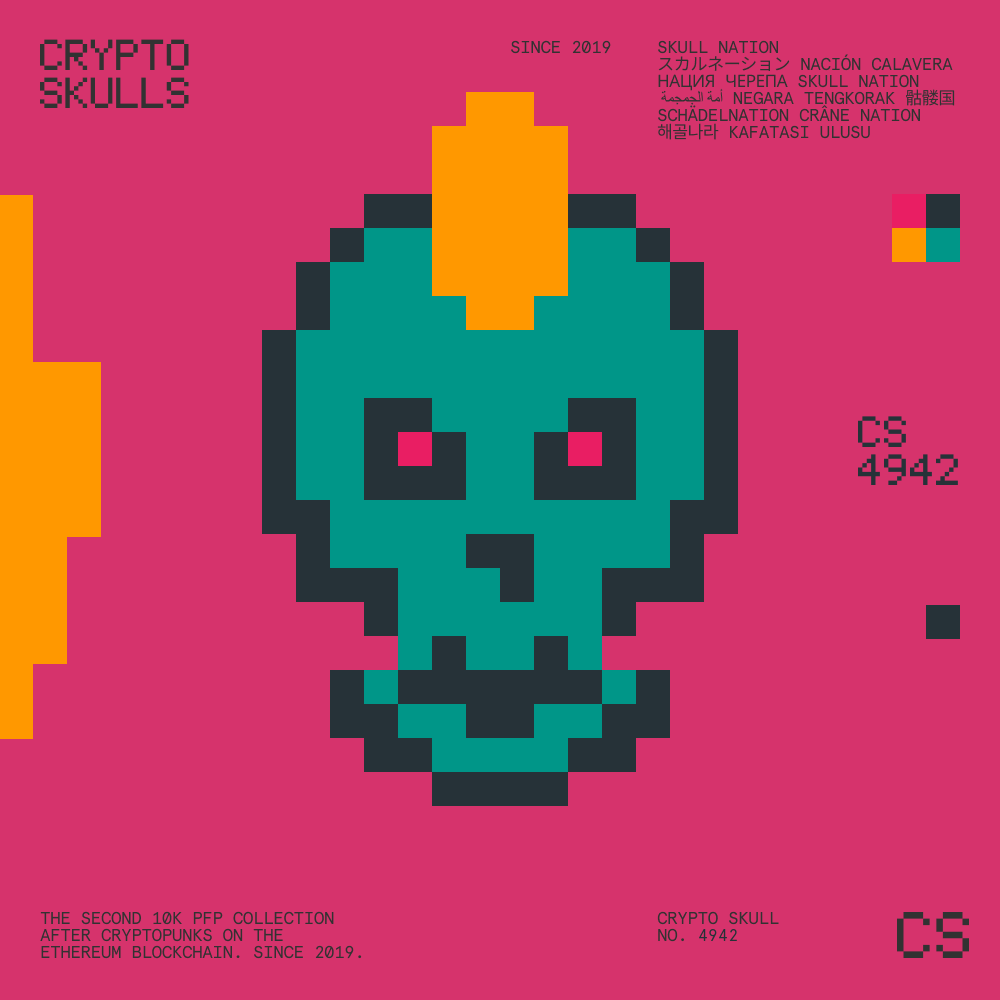 CRYPTO
SKULLS
SINCE 2019
SKULL NATION
スカルネーション NACIÓN CALAVERA
НАЦИЯ ЧЕРЕПА SKULL NATION
أمة الجمجمة NEGARA TENGKORAK 骷髅国
SCHÄDELNATION CRÂNE NATION
해골나라 KAFATASI ULUSU
CS
4942
THE SECOND 10K PFP COLLECTION
AFTER CRYPTOPUNKS ON THE
ETHEREUM BLOCKCHAIN. SINCE 2019.
CRYPTO SKULL
NO. 4942
CS